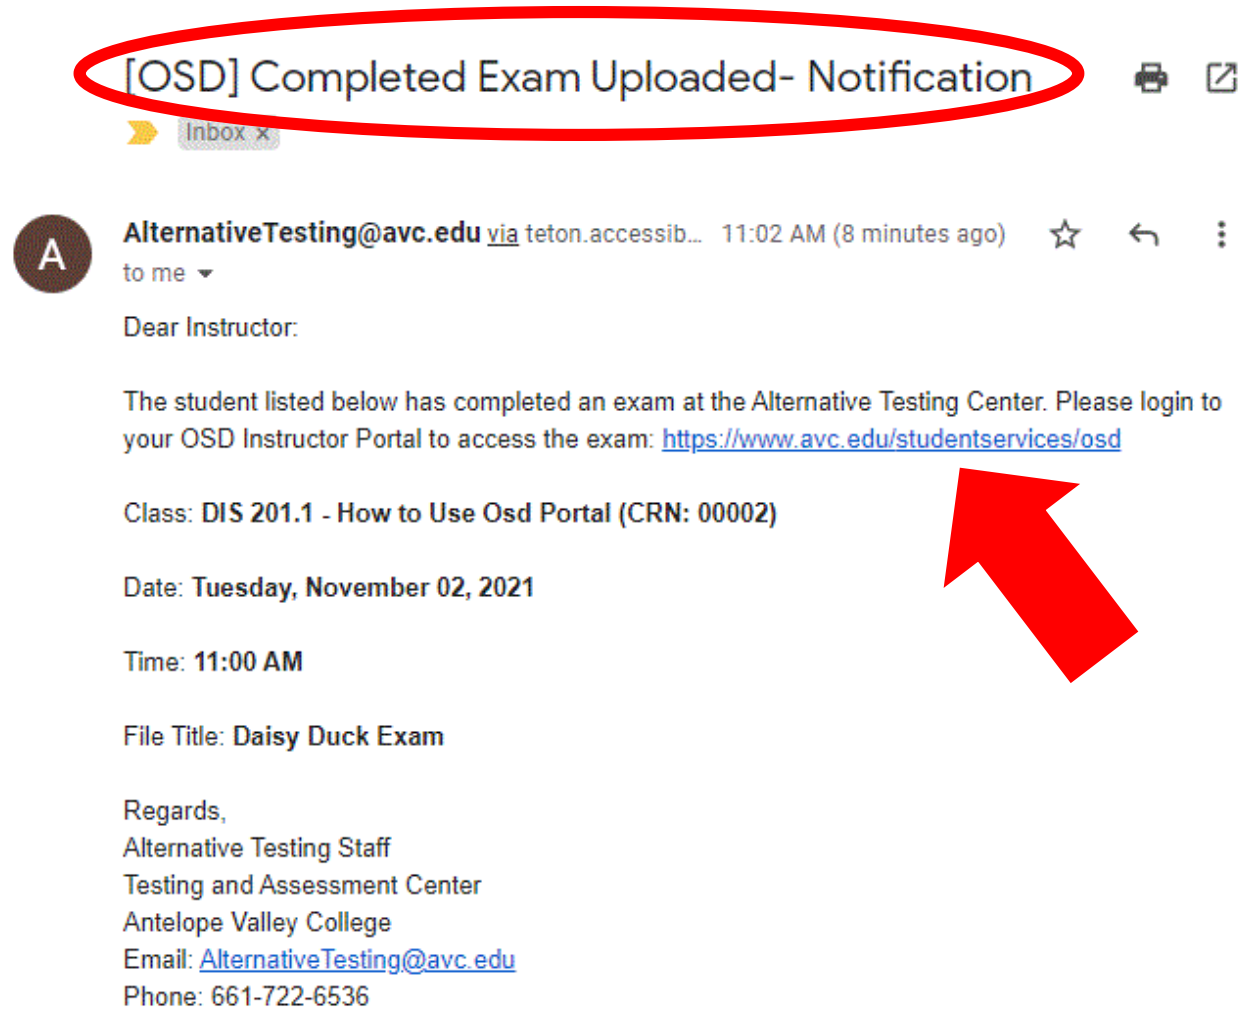 [OSD] Completed Exam Uploaded- Notification
Inbox x
A
AlternativeTesting@avc.edu via teton.accessib... 11:02 AM (8 minutes ago)
to me
Dear Instructor:
The student listed below has completed an exam at the Alternative Testing Center. Please login to
your OSD Instructor Portal to access the exam: https://www.avc.edu/studentservices/osd
Class: DIS 201.1 - How to Use Osd Portal (CRN: 00002)
Date: Tuesday, November 02, 2021
Time: 11:00 AM
File Title: Daisy Duck Exam
Regards,
Alternative Testing Staff
Testing and Assessment Center
Antelope Valley College
Email: AlternativeTesting@avc.edu
Phone: 661-722-6536